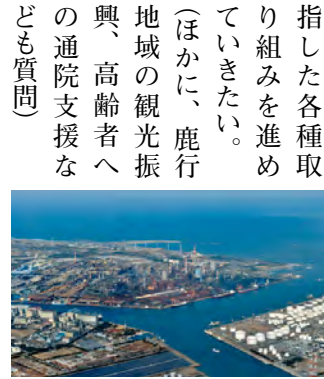 指した各種取
り組みを進め
ていきたい。
(ほかに、鹿行
地域の観光振
興、高齢者へ
の通院支援な
ども質問)